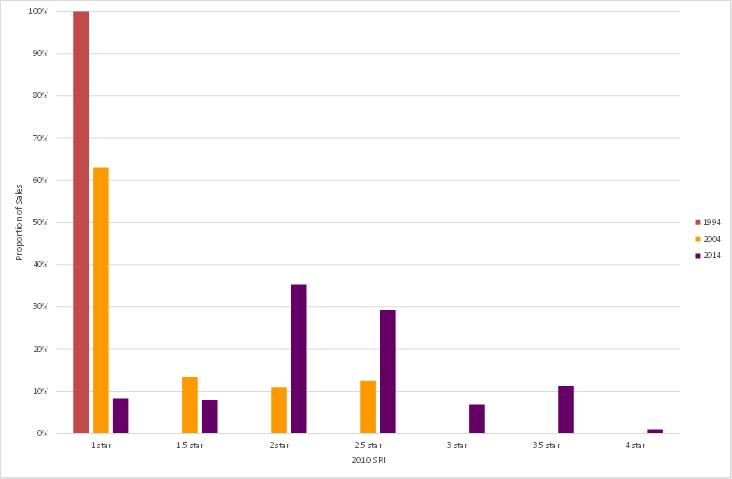 100%
90%
80%
70%
60%
50%
40%
30%
20%
10%
0%
Proportion of Sales
1 star
1.5 star
2 star
2.5 star
3 star
3.5 star
4 star
2010 SRI
1994
2004
2014